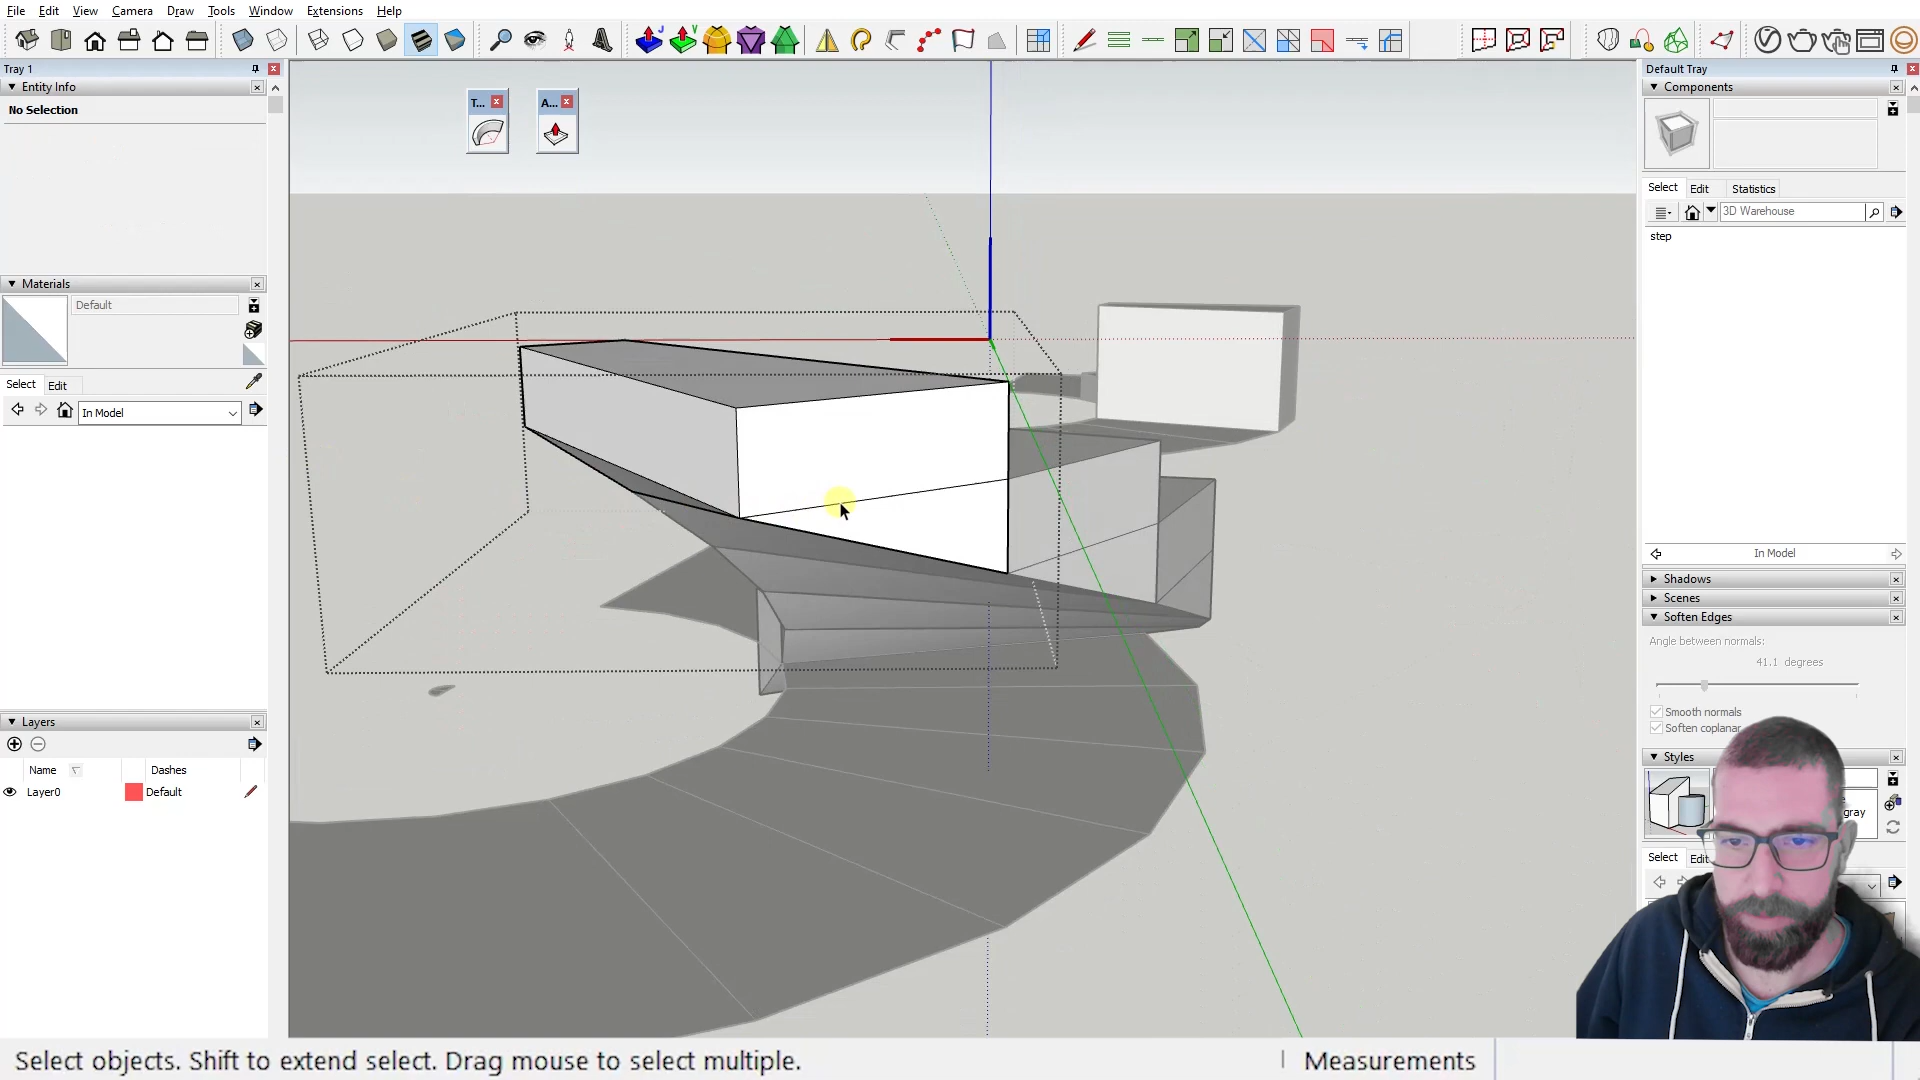 File Edit View Camera Draw Tools Window Extensions Help
Tray 1
Entity Info
No Selection
Materials
Default
Select Edit
In Model
Layers
Name Dashes
Layer0 Default
T...
A...
Default Tray
Components
Select Edit Statistics
3D Warehouse
step
In Model
Shadows
Scenes
Soften Edges
Angle between normals:
41.1 degrees
Smooth normals
Soften coplanar
Styles
gray
Select Edit
Select objects. Shift to extend select. Drag mouse to select multiple.
Measurements